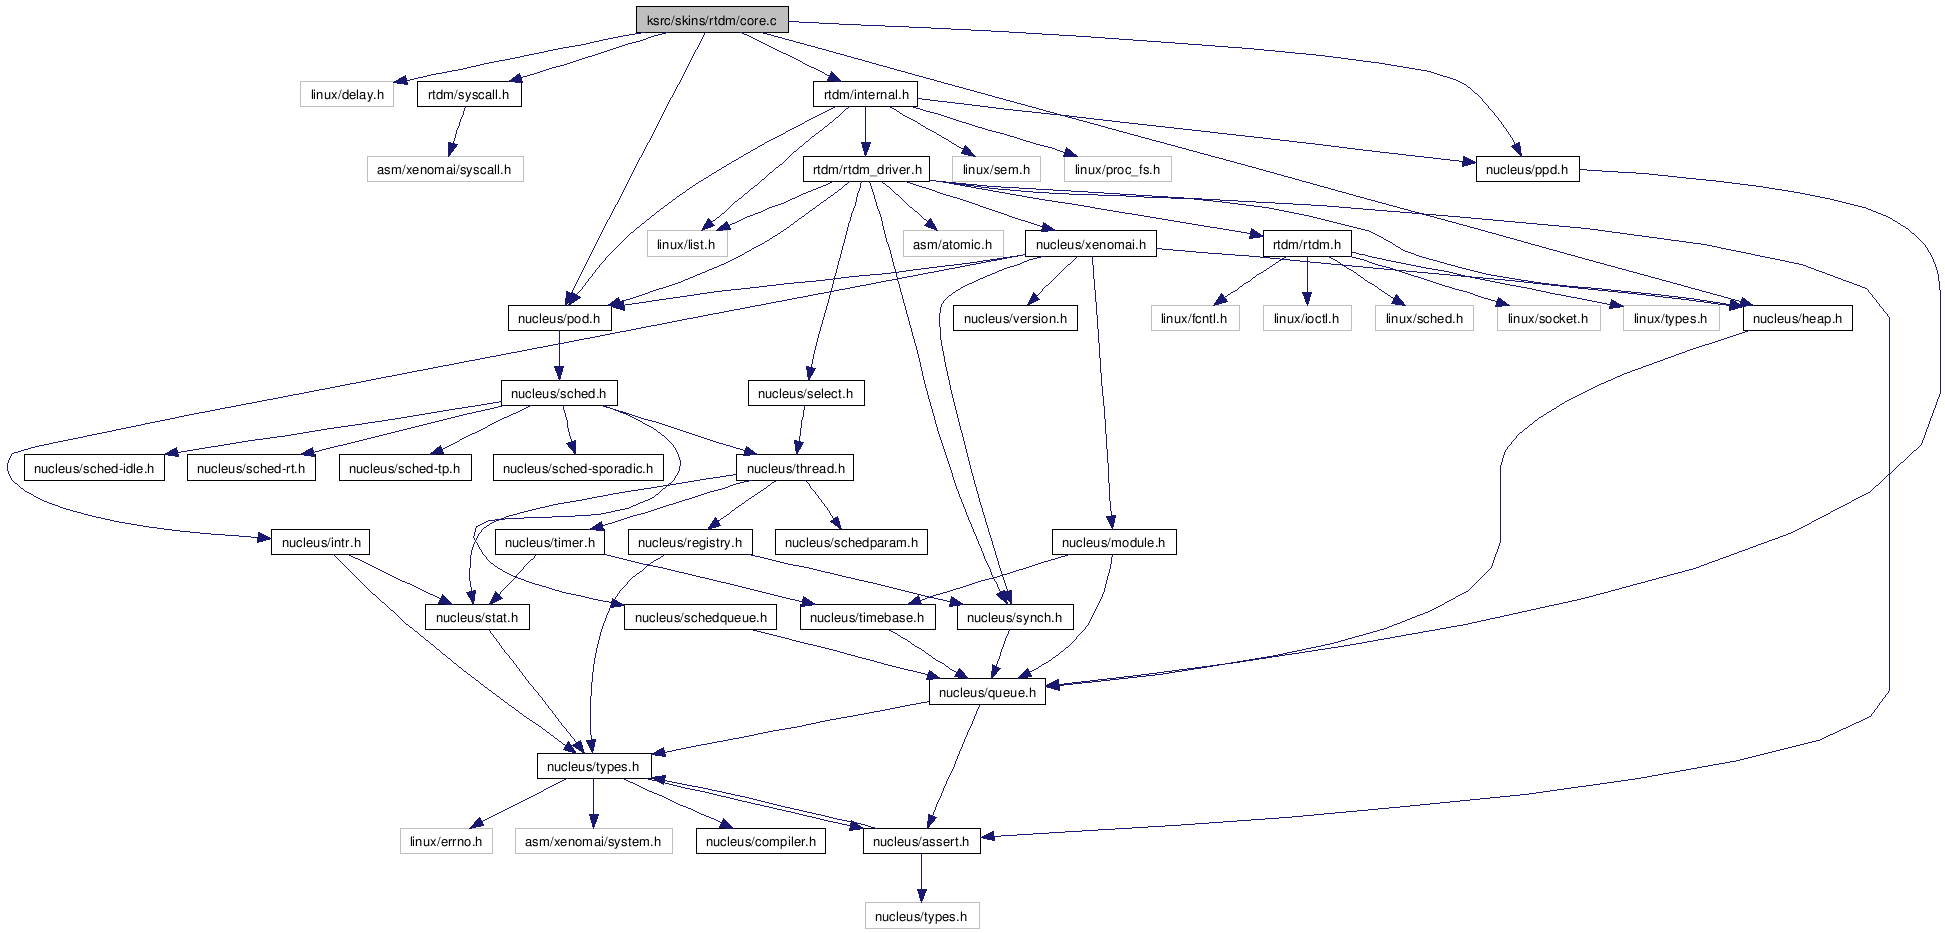 ksrc/skins/rtdm/core.c
linux/delay.h
rtdm/syscall.h
rtdm/internal.h
asm/xenomai/syscall.h
rtdm/rtdm_driver.h
linux/sem.h
linux/proc_fs.h
nucleus/ppd.h
linux/list.h
asm/atomic.h
nucleus/xenomai.h
rtdm/rtdm.h
nucleus/pod.h
nucleus/version.h
linux/fcntl.h
linux/ioctl.h
linux/sched.h
linux/socket.h
linux/types.h
nucleus/heap.h
nucleus/sched.h
nucleus/select.h
nucleus/sched-idle.h
nucleus/sched-rt.h
nucleus/sched-tp.h
nucleus/sched-sporadic.h
nucleus/thread.h
nucleus/intr.h
nucleus/timer.h
nucleus/registry.h
nucleus/schedparam.h
nucleus/module.h
nucleus/stat.h
nucleus/schedqueue.h
nucleus/timebase.h
nucleus/synch.h
nucleus/queue.h
nucleus/types.h
linux/errno.h
asm/xenomai/system.h
nucleus/compiler.h
nucleus/assert.h
nucleus/types.h